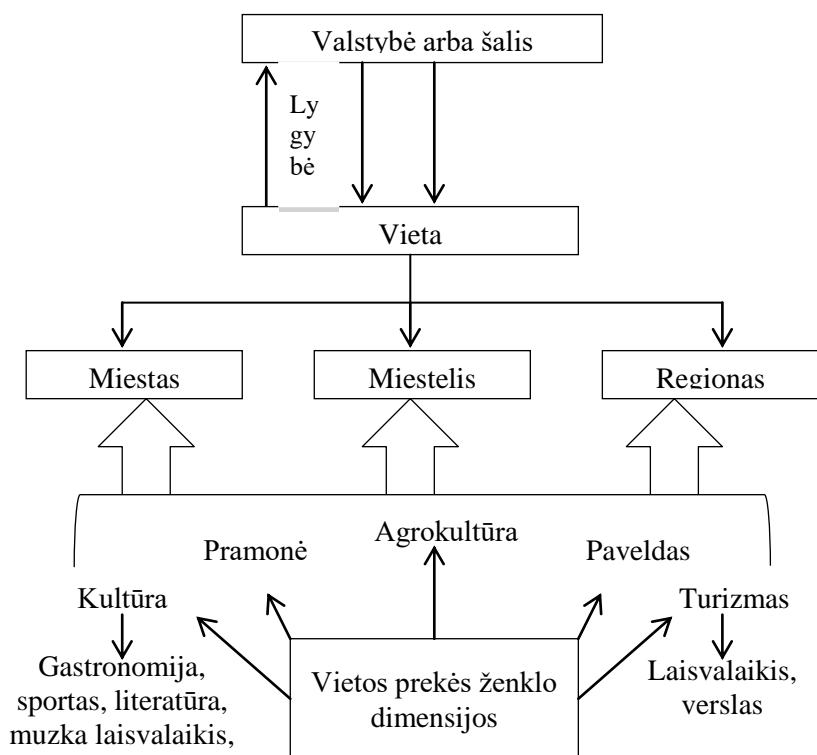 Valstybė arba šalis
Ly
gy
bė
Vieta
Miestas
Miestelis
Regionas
Agrokultūra
Pramonė
Paveldas
Kultūra
Turizmas
Gastronomija,
sportas, literatūra,
muzka laisvalaikis,
Vietos prekės ženklo
dimensijos
Laisvalaikis,
verslas